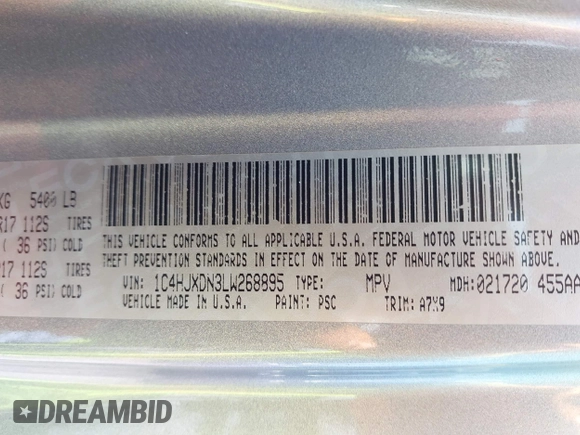 KG 5400 LB
R17 112S TIRES
( 36 PSI) COLD
R17 112S TIRES
( 36 PSI) COLD
THIS VEHICLE CONFORMS TO ALL APPLICABLE U.S.A. FEDERAL MOTOR VEHICLE SAFETY AND
THEFT PREVENTION STANDARDS IN EFFECT ON THE DATE OF MANUFACTURE SHOWN ABOVE.
VIN: 1C4HJXDN3LW268895 TYPE: MPV MDH:021720 455AA
VEHICLE MADE IN U.S.A. PAINT: PSC TRIM: A7X9
DREAMBID